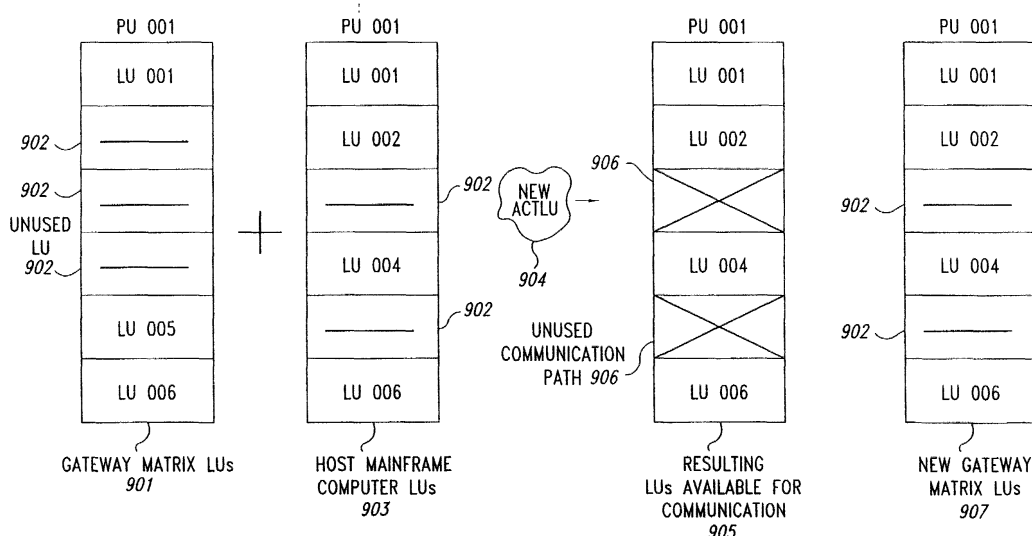 PU 001
LU 001
LU 005
LU 006
902
902
UNUSED
LU
902
GATEWAY MATRIX LUs
901
PU 001
LU 001
LU 002
LU 004
LU 006
902
902
HOST MAINFRAME
COMPUTER LUs
903
NEW
ACTLU
904
PU 001
LU 001
LU 002
LU 004
LU 006
906
UNUSED
COMMUNICATION
PATH 906
RESULTING
LUs AVAILABLE FOR
COMMUNICATION
905
PU 001
LU 001
LU 002
LU 004
LU 006
902
902
NEW GATEWAY
MATRIX LUs
907